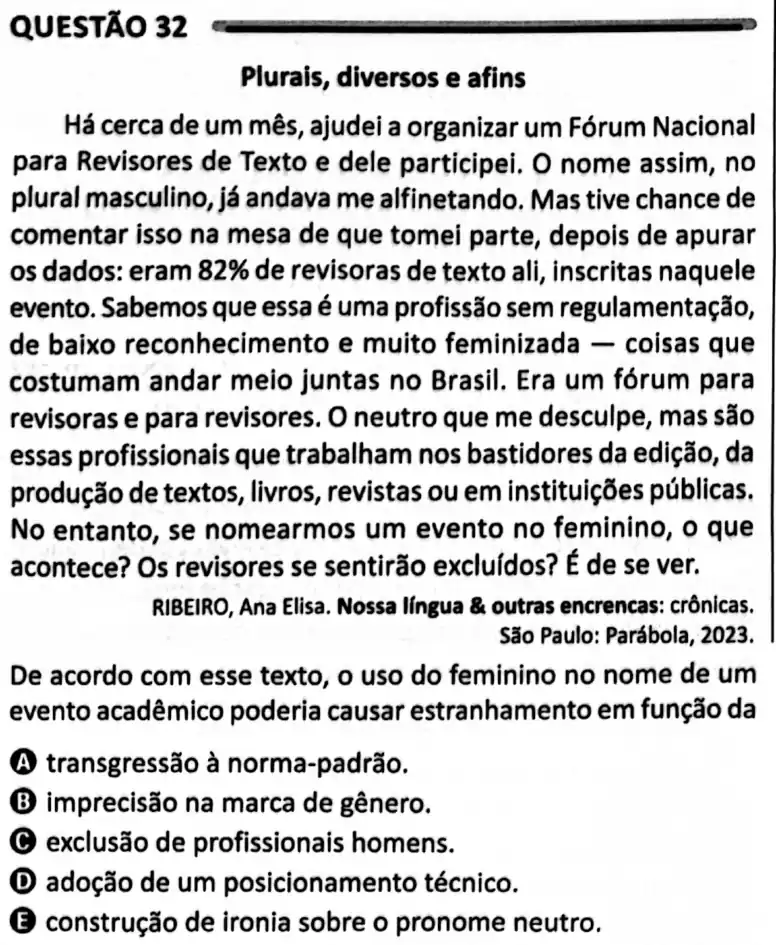 QUESTÃO 32
Plurais, diversos e afins
Há cerca de um mês, ajudei a organizar um Fórum Nacional
para Revisores de Texto e dele participei. O nome assim, no
plural masculino, já andava me alfinetando. Mas tive chance de
comentar isso na mesa de que tomei parte, depois de apurar
os dados: eram 82% de revisoras de texto ali, inscritas naquele
evento. Sabemos que essa é uma profissão sem regulamentação,
de baixo reconhecimento e muito feminizada — coisas que
costumam andar meio juntas no Brasil. Era um fórum para
revisoras e para revisores. O neutro que me desculpe, mas são
essas profissionais que trabalham nos bastidores da edição, da
produção de textos, livros, revistas ou em instituições públicas.
No entanto, se nomearmos um evento no feminino, o que
acontece? Os revisores se sentirão excluídos? É de se ver.
RIBEIRO, Ana Elisa. Nossa língua & outras encrencas: crônicas.
São Paulo: Parábola, 2023.
De acordo com esse texto, o uso do feminino no nome de um
evento acadêmico poderia causar estranhamento em função da
A transgressão à norma-padrão.
B imprecisão na marca de gênero.
C exclusão de profissionais homens.
D adoção de um posicionamento técnico.
E construção de ironia sobre o pronome neutro.